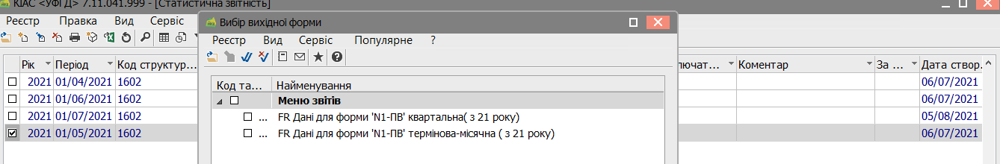 КІАС <УФГД> 7.11.041.999 - [Статистична звітність]
Реєстр Правка Вид Сервіс
Вибір вихідної форми
Реєстр Вид Сервіс Популярне ?
Рік Період Код структур...
Код та... Найменування
лючат... Коментар За ... Дата створ...
Меню звітів
2021 01/04/2021 1602
06/07/2021
2021 01/06/2021 1602
06/07/2021
2021 01/07/2021 1602
... FR Дані для форми 'N1-ПВ' квартальна( з 21 року)
05/08/2021
2021 01/05/2021 1602
... FR Дані для форми 'N1-ПВ' термінова-місячна ( з 21 року)
06/07/2021